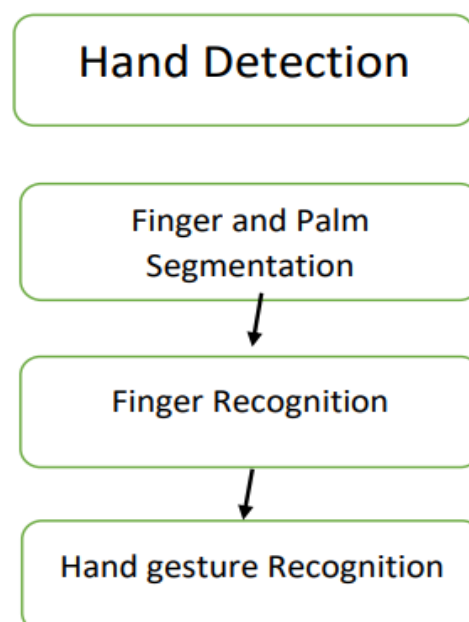 Hand Detection
Finger and Palm
Segmentation
Finger Recognition
Hand gesture Recognition